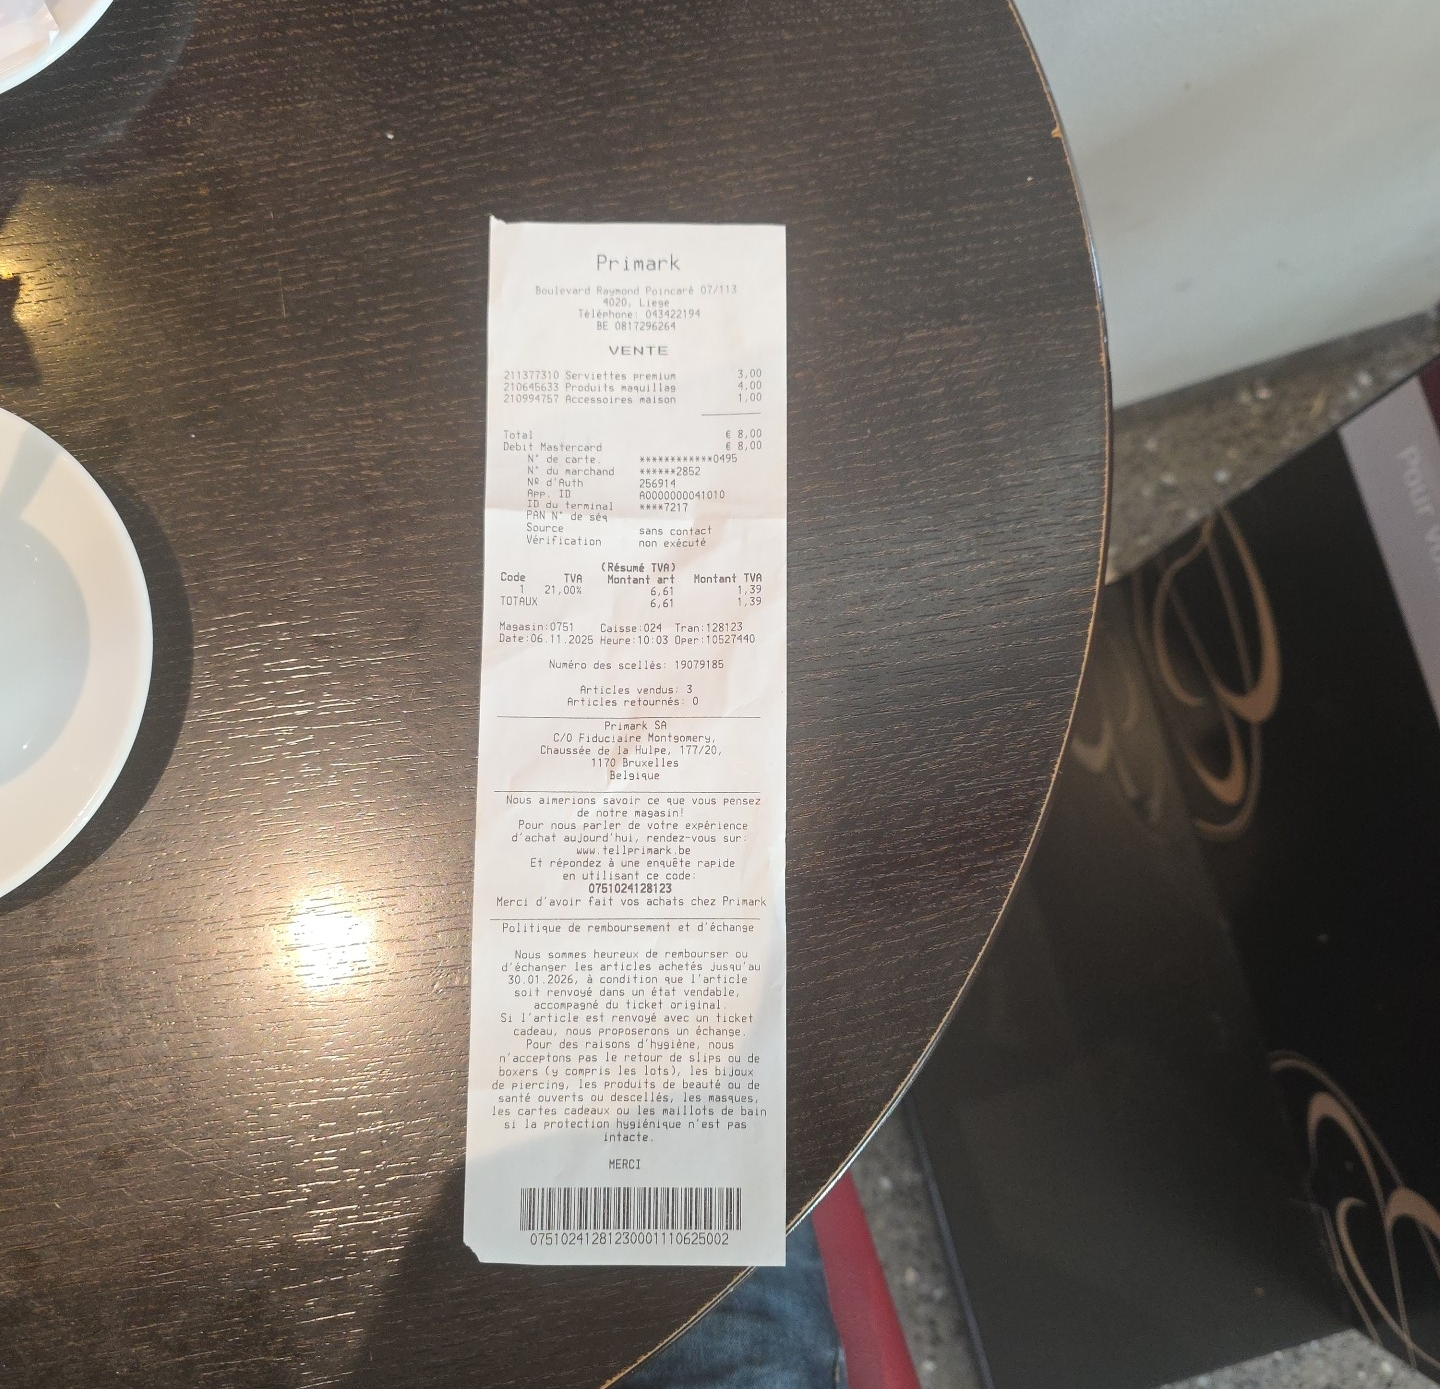 Primark
Boulevard Raymond Poincaré 07/113
4020, Liege
Téléphone: 043422194
BE 0817296264
VENTE
211377310 Serviettes premium 3,00
210645633 Produits maquillag 4,00
210994757 Accessoires maison 1,00
Total € 8,00
Debit Mastercard € 8,00
N° de carte. ************0495
N° du marchand ******2852
Nº d'Auth 256914
App. ID A0000000041010
ID du terminal ****7217
PAN N° de séq
Source sans contact
Vérification non exécuté
(Résumé TVA)
Code TVA Montant art Montant TVA
1 21,00% 6,61 1,39
TOTAUX 6,61 1,39
Magasin:0751 Caisse:024 Tran:128123
Date:06.11.2025 Heure:10:03 Oper:10527440
Numéro des scellés: 19079185
Articles vendus: 3
Articles retournés: 0
Primark SA
C/O Fiduciaire Montgomery,
Chaussée de la Hulpe, 177/20,
1170 Bruxelles
Belgique
Nous aimerions savoir ce que vous pensez
de notre magasin!
Pour nous parler de votre expérience
d'achat aujourd'hui, rendez-vous sur:
www.tellprimark.be
Et répondez à une enquête rapide
en utilisant ce code:
0751024128123
Merci d'avoir fait vos achats chez Primark
Politique de remboursement et d'échange
Nous sommes heureux de rembourser ou
d'échanger les articles achetés jusqu'au
30.01.2026, à condition que l'article
soit renvoyé dans un état vendable,
accompagné du ticket original.
Si l'article est renvoyé avec un ticket
cadeau, nous proposerons un échange.
Pour des raisons d'hygiène, nous
n'acceptons pas le retour de slips ou de
boxers (y compris les lots), les bijoux
de piercing, les produits de beauté ou de
santé ouverts ou descellés, les masques,
les cartes cadeaux ou les maillots de bain
si la protection hygiénique n'est pas
intacte.
MERCI
07510241281230001110625002
Pour